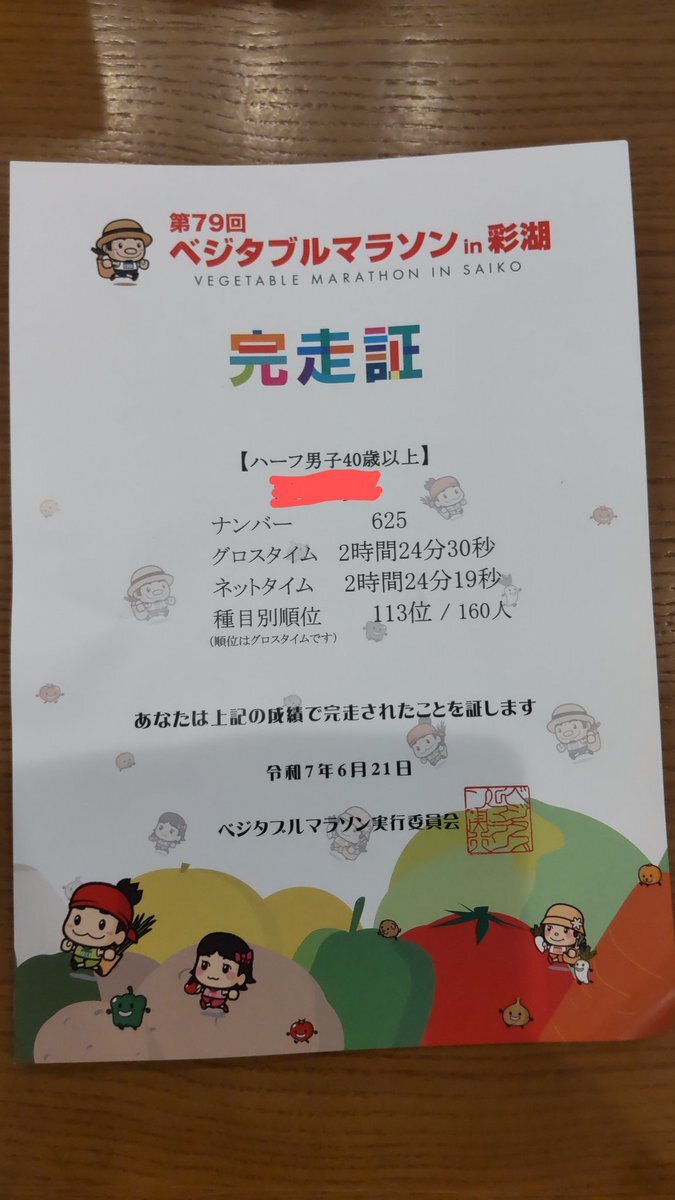 第79回
ベジタブルマラソン in 彩湖
VEGETABLE MARATHON IN SAIKO
完走証
【ハーフ男子40歳以上】
ナンバー 625
グロスタイム 2時間24分30秒
ネットタイム 2時間24分19秒
種目別順位 113位 / 160人
(順位はグロスタイムです)
あなたは上記の成績で完走されたことを証します
令和7年6月21日
ベジタブルマラソン実行委員会